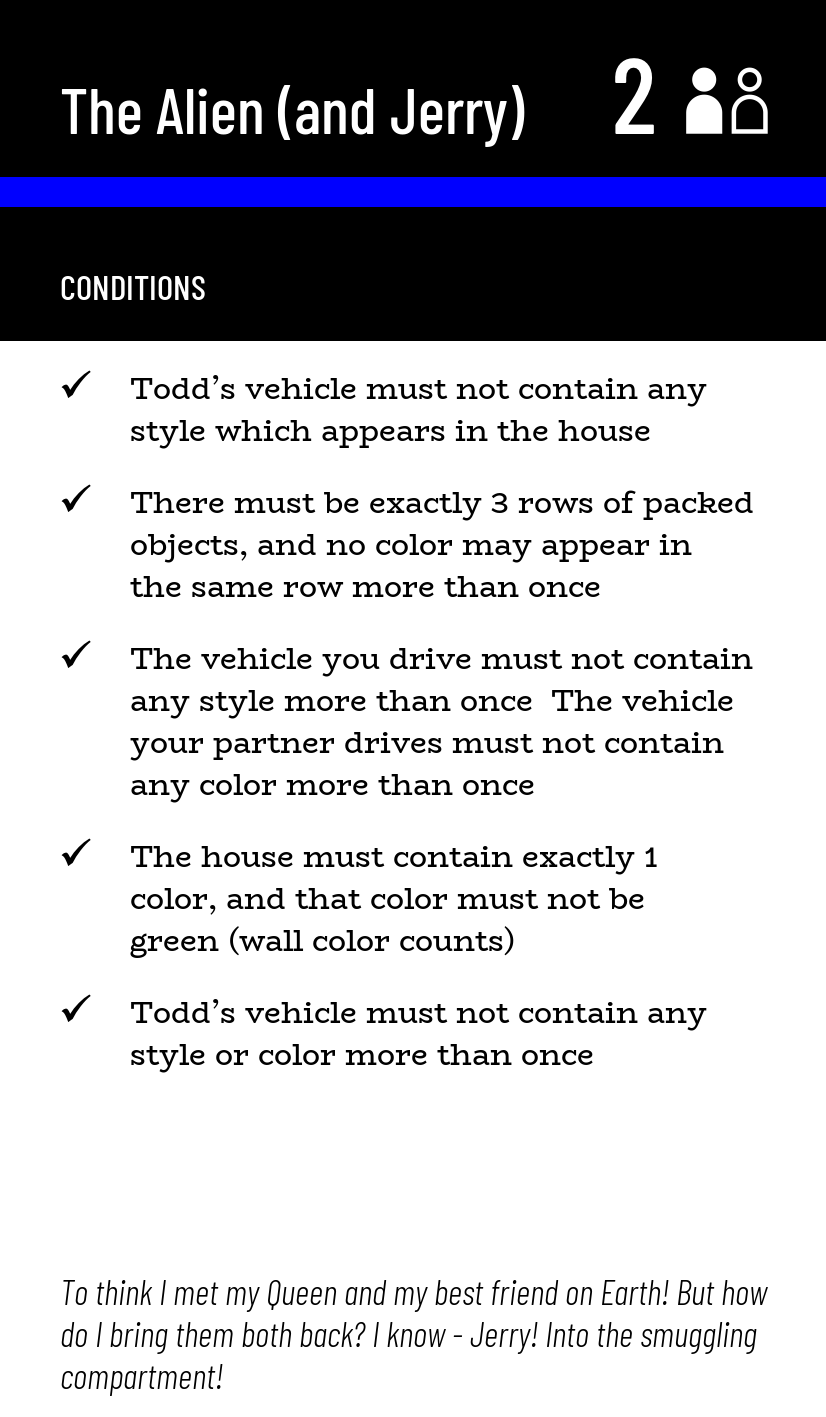 The Alien (and Jerry) 2
CONDITIONS
✓ Todd’s vehicle must not contain any
style which appears in the house
✓ There must be exactly 3 rows of packed
objects, and no color may appear in
the same row more than once
✓ The vehicle you drive must not contain
any style more than once  The vehicle
your partner drives must not contain
any color more than once
✓ The house must contain exactly 1
color, and that color must not be
green (wall color counts)
✓ Todd’s vehicle must not contain any
style or color more than once
To think I met my Queen and my best friend on Earth! But how
do I bring them both back? I know - Jerry! Into the smuggling
compartment!